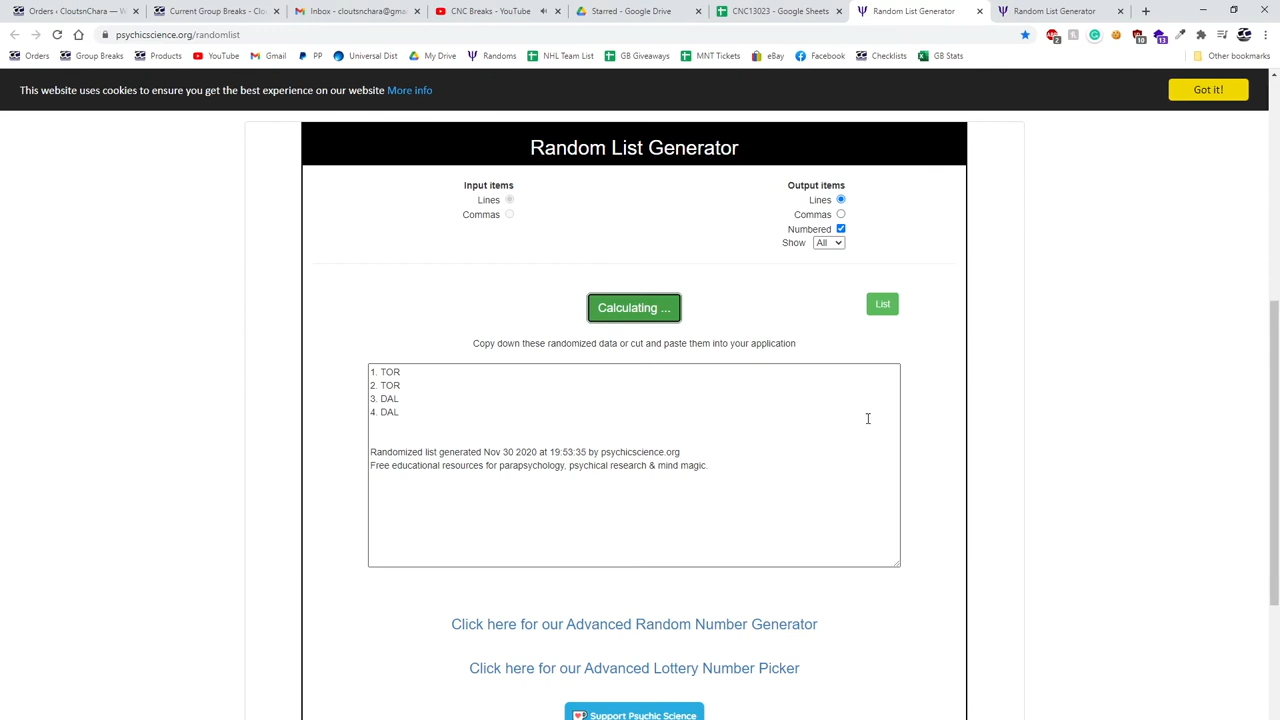 Orders ‹ CloutsnChara — W
Current Group Breaks - Clo
Inbox - cloutsnchara@gma
CNC Breaks - YouTube
Starred - Google Drive
CNC13023 - Google Sheets
Random List Generator
Random List Generator
psychicscience.org/randomlist
2
10
13
Orders
Group Breaks
Products
YouTube
Gmail
PP
Universal Dist
My Drive
Randoms
NHL Team List
GB Giveaways
MNT Tickets
eBay
Facebook
Checklists
GB Stats
Other bookmarks
This website uses cookies to ensure you get the best experience on our website More info
Got it!
Random List Generator
Input items
Lines
Commas
Output items
Lines
Commas
Numbered
Show All
Calculating ...
List
Copy down these randomized data or cut and paste them into your application
1. TOR
2. TOR
3. DAL
4. DAL
Randomized list generated Nov 30 2020 at 19:53:35 by psychicscience.org
Free educational resources for parapsychology, psychical research & mind magic.
Click here for our Advanced Random Number Generator
Click here for our Advanced Lottery Number Picker
Support Psychic Science